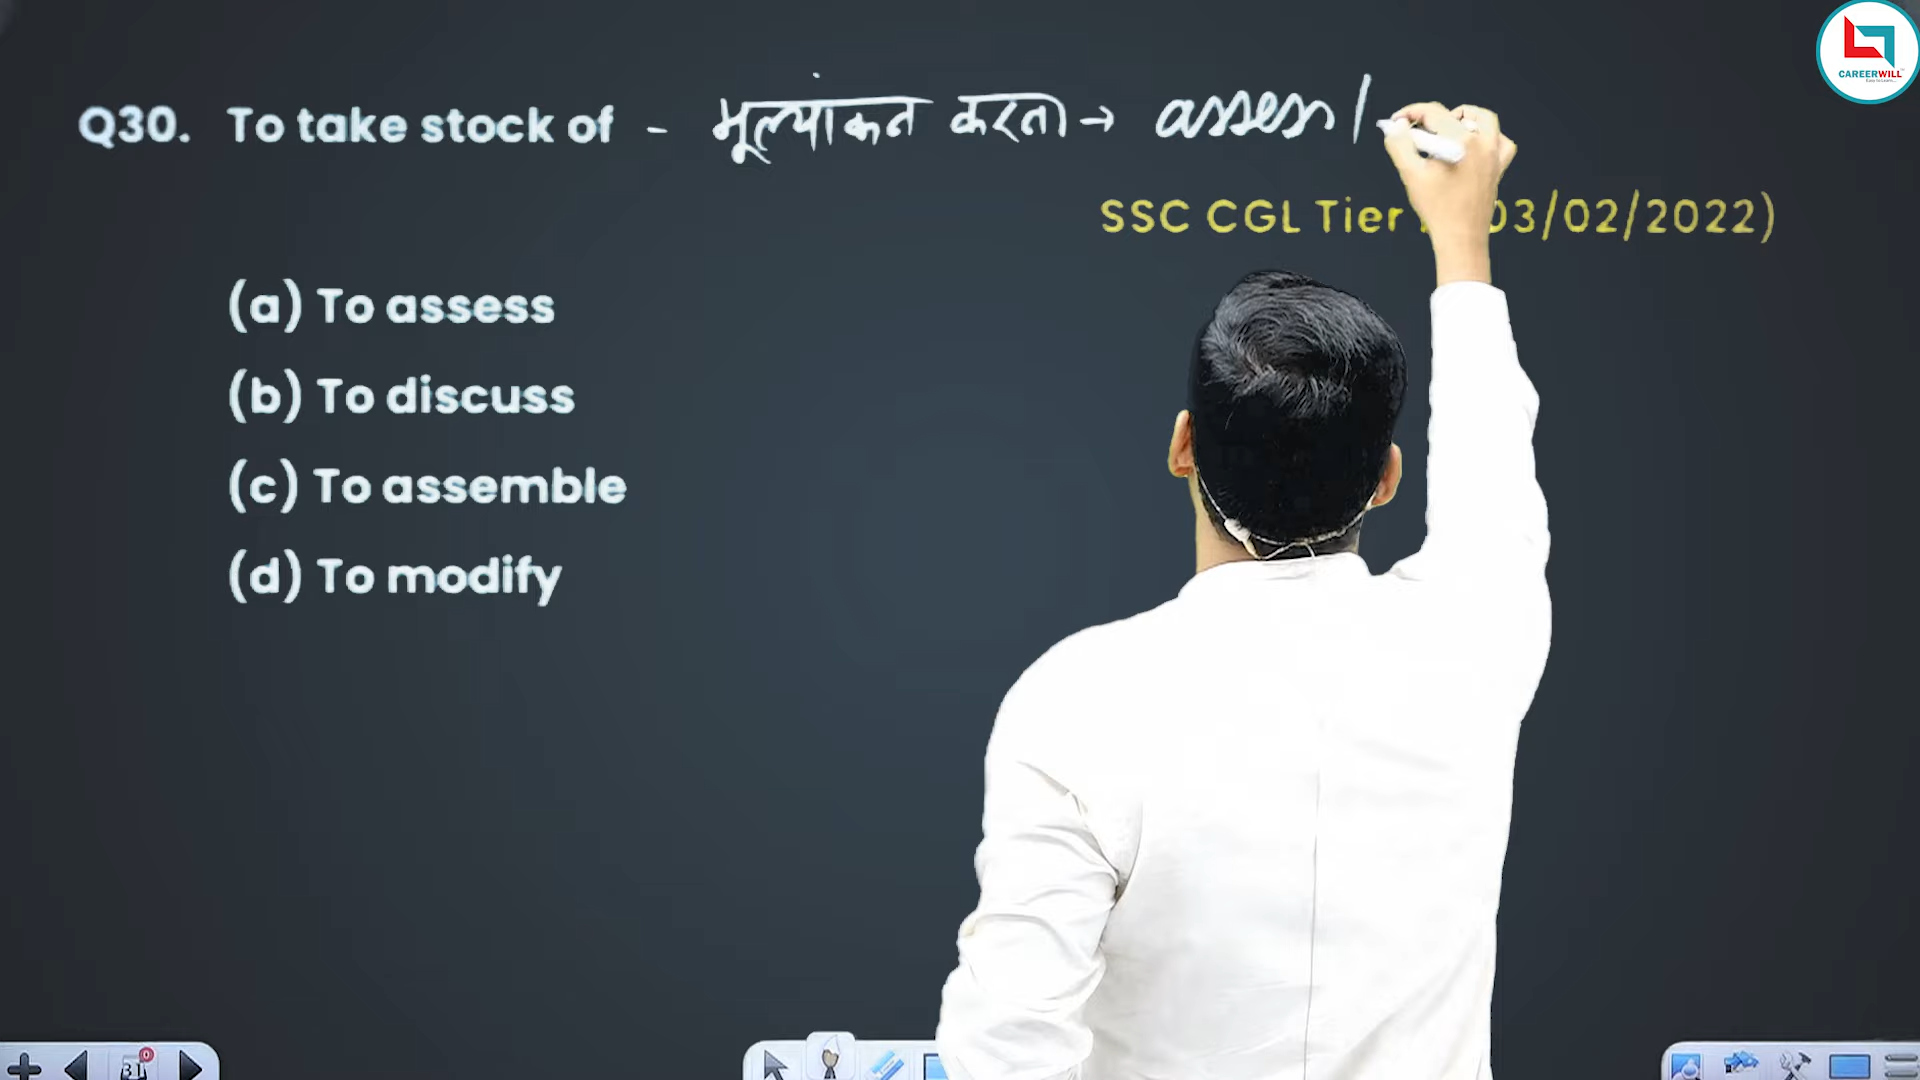 CAREERWILL
Q30. To take stock of - मूल्यांकन करना → assess /
SSC CGL Tier 03/02/2022)
(a) To assess
(b) To discuss
(c) To assemble
(d) To modify